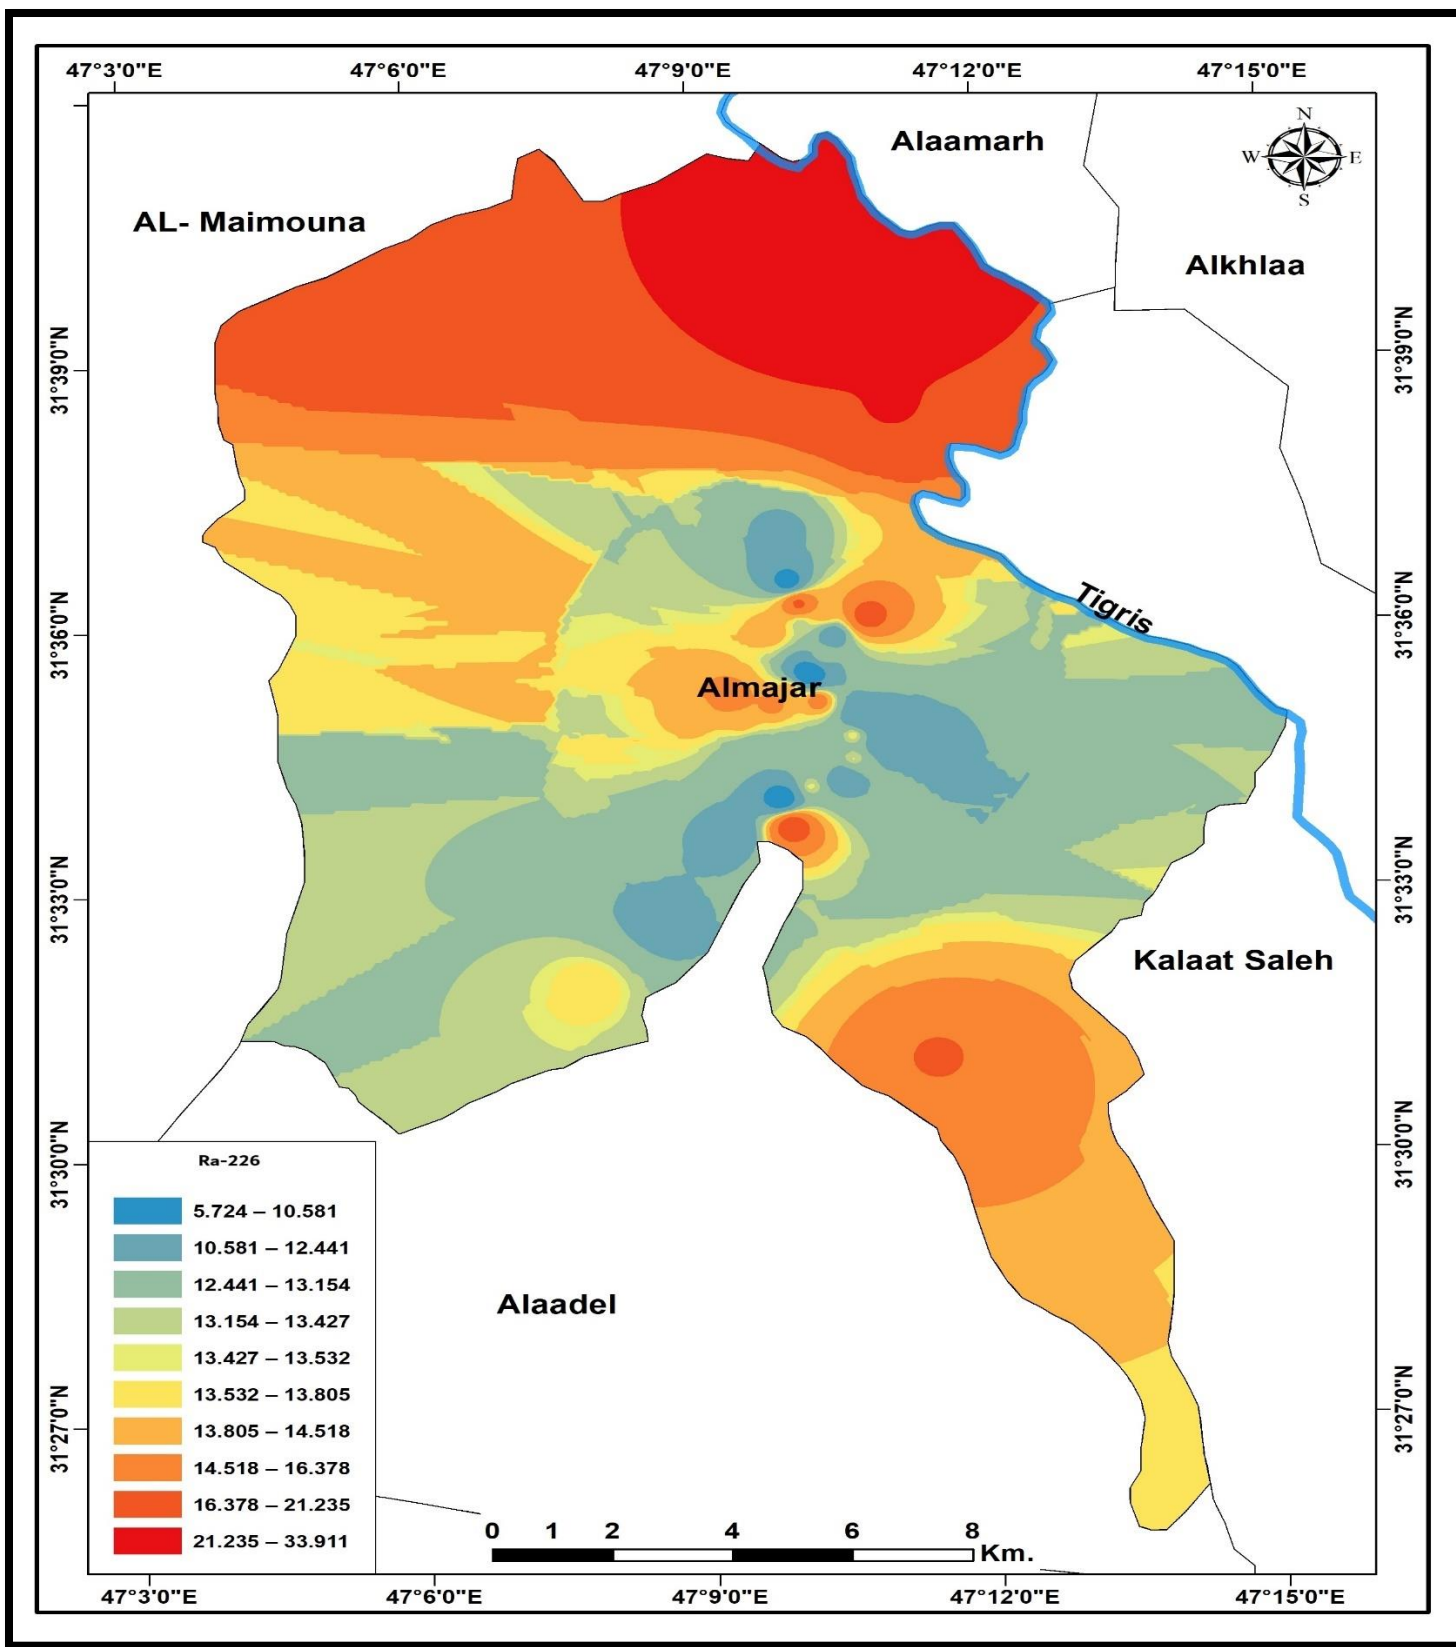 47°3'0"E 47°6'0"E 47°9'0"E 47°12'0"E 47°15'0"E
Alaamarh
N
W E
S
AL- Maimouna
Alkhlaa
31°39'0"N 31°39'0"N
Tigris
31°36'0"N 31°36'0"N
Almajar
31°33'0"N 31°33'0"N
Kalaat Saleh
31°30'0"N 31°30'0"N
Alaadel
31°27'0"N 31°27'0"N
Ra-226
5.724 – 10.581
10.581 – 12.441
12.441 – 13.154
13.154 – 13.427
13.427 – 13.532
13.532 – 13.805
13.805 – 14.518
14.518 – 16.378
16.378 – 21.235
21.235 – 33.911
0 1 2 4 6 8
Km.
47°3'0"E 47°6'0"E 47°9'0"E 47°12'0"E 47°15'0"E